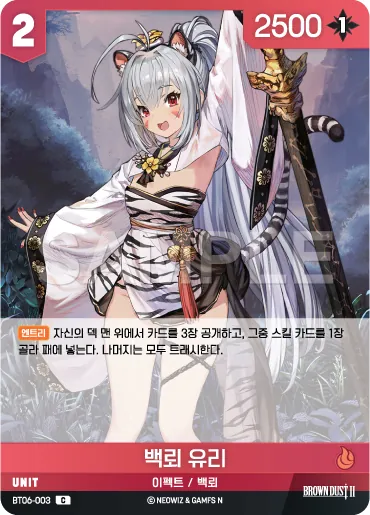 2
2500 1
SAMPLE
엔트리 자신의 덱 맨 위에서 카드를 3장 공개하고, 그중 스킬 카드를 1장
골라 패에 넣는다. 나머지는 모두 트래시한다.
백뢰 유리
UNIT
이펙트 / 백뢰
BT06-003 C
ⓒ NEOWIZ & GAMFS N
BROWN DUST II